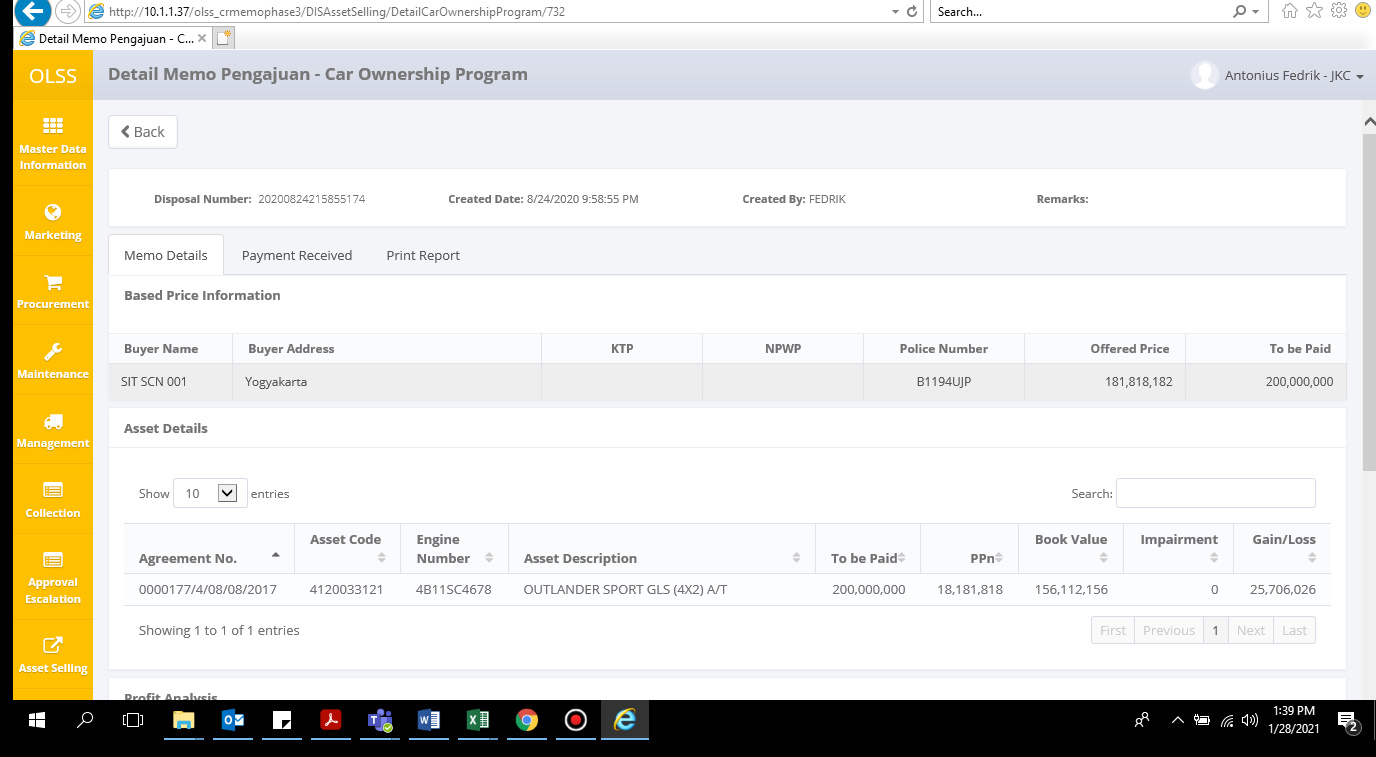 http://10.1.1.37/olss_crmemophase3/DISAssetSelling/DetailCarOwnershipProgram/732
Search...
Detail Memo Pengajuan - C...
OLSS
Detail Memo Pengajuan - Car Ownership Program
Antonius Fedrik - JKC
Master Data
Information
Marketing
Procurement
Maintenance
Management
Collection
Approval
Escalation
Asset Selling
Back
Disposal Number: 20200824215855174
Created Date: 8/24/2020 9:58:55 PM
Created By: FEDRIK
Remarks:
Memo Details
Payment Received
Print Report
Based Price Information
Buyer Name Buyer Address KTP NPWP Police Number Offered Price To be Paid
SIT SCN 001 Yogyakarta B1194UJP 181,818,182 200,000,000
Asset Details
Show 10 entries
Search:
Agreement No. Asset Code Engine Number Asset Description To be Paid PPn Book Value Impairment Gain/Loss
0000177/4/08/08/2017 4120033121 4B11SC4678 OUTLANDER SPORT GLS (4X2) A/T 200,000,000 18,181,818 156,112,156 0 25,706,026
Showing 1 to 1 of 1 entries
First Previous 1 Next Last
Profit Analysis
1:39 PM
1/28/2021
2